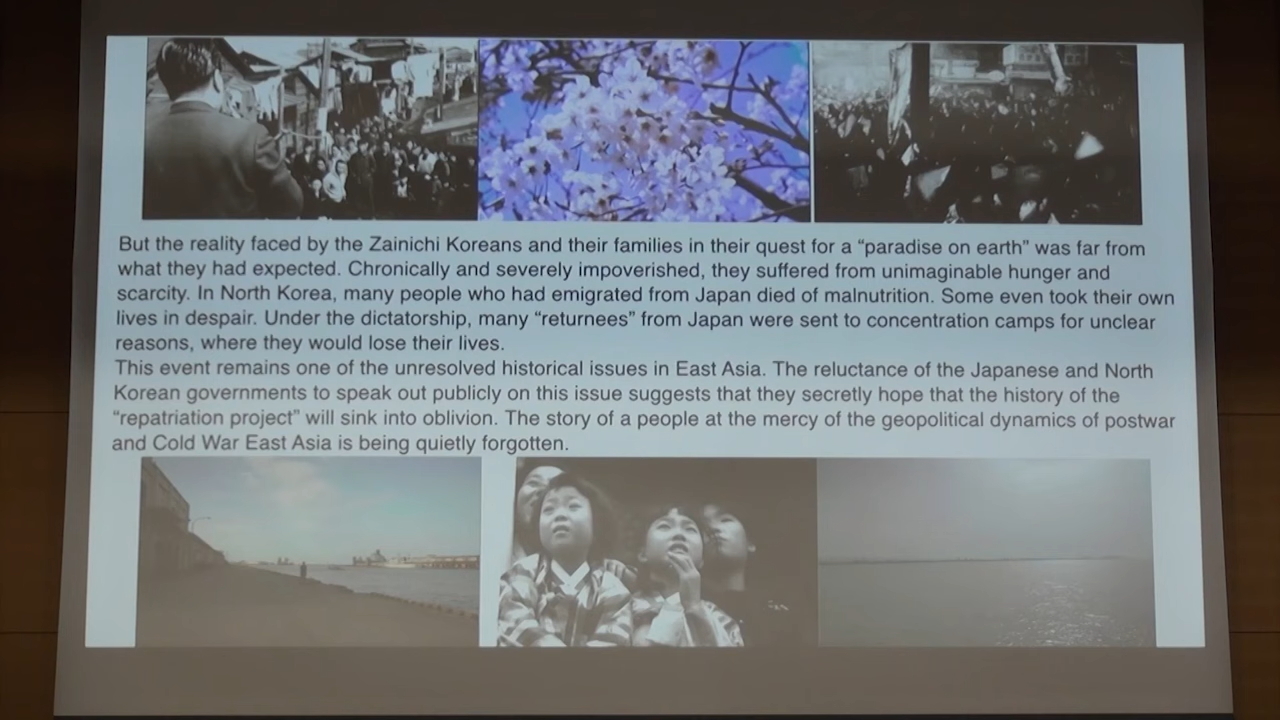 But the reality faced by the Zainichi Koreans and their families in their quest for a “paradise on earth” was far from
what they had expected. Chronically and severely impoverished, they suffered from unimaginable hunger and
scarcity. In North Korea, many people who had emigrated from Japan died of malnutrition. Some even took their own
lives in despair. Under the dictatorship, many “returnees” from Japan were sent to concentration camps for unclear
reasons, where they would lose their lives.
This event remains one of the unresolved historical issues in East Asia. The reluctance of the Japanese and North
Korean governments to speak out publicly on this issue suggests that they secretly hope that the history of the
“repatriation project” will sink into oblivion. The story of a people at the mercy of the geopolitical dynamics of postwar
and Cold War East Asia is being quietly forgotten.